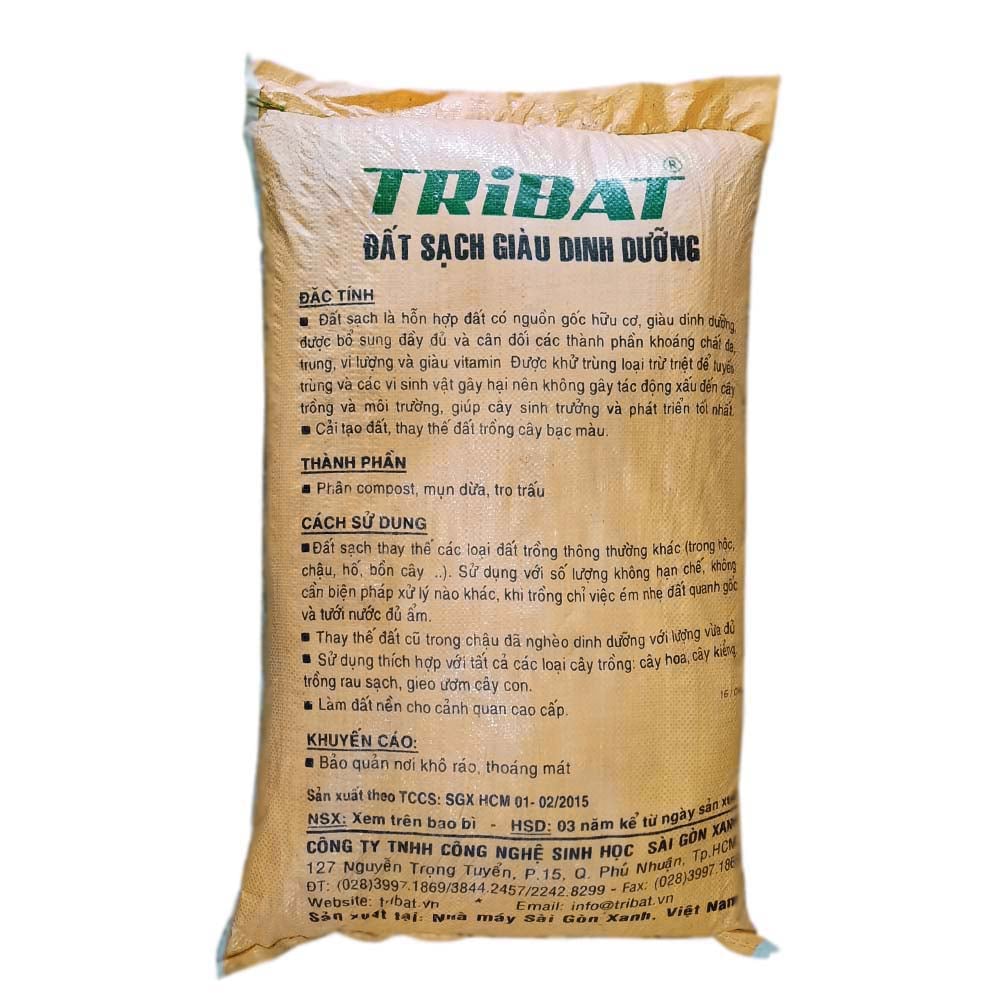 TRiBAT ®
ĐẤT SẠCH GIÀU DINH DƯỠNG
ĐẶC TÍNH
■ Đất sạch là hỗn hợp đất có nguồn gốc hữu cơ, giàu dinh dưỡng,
được bổ sung đầy đủ và cân đối các thành phần khoáng chất đa,
trung, vi lượng và giàu vitamin Được khử trùng loại trừ triệt để tuyến
trùng và các vi sinh vật gây hại nên không gây tác động xấu đến cây
trồng và môi trường, giúp cây sinh trưởng và phát triển tốt nhất.
■ Cải tạo đất, thay thế đất trồng cây bạc màu.
THÀNH PHẦN
■ Phân compost, mụn dừa, tro trấu
CÁCH SỬ DỤNG
■ Đất sạch thay thế các loại đất trồng thông thường khác (trong hộc,
chậu, hố, bồn cây ..). Sử dụng với số lượng không hạn chế, không
cần biện pháp xử lý nào khác, khi trồng chỉ việc ém nhẹ đất quanh gốc
và tưới nước đủ ẩm.
■ Thay thế đất cũ trong chậu đã nghèo dinh dưỡng với lượng vừa đủ
■ Sử dụng thích hợp với tất cả các loại cây trồng: cây hoa, cây kiểng,
trồng rau sạch, gieo ươm cây con.
■ Làm đất nền cho cảnh quan cao cấp.
KHUYẾN CÁO:
■ Bảo quản nơi khô ráo, thoáng mát
Sản xuất theo TCCS: SGX HCM 01- 02/2015
NSX: Xem trên bao bì - HSD: 03 năm kể từ ngày sản
CÔNG TY TNHH CÔNG NGHỆ SINH HỌC SÀI GÒN XANH
127 Nguyễn Trọng Tuyển, P.15, Q. Phú Nhuận, Tp.HCM
ĐT: (028)3997.1869/3844.2457/2242.8299 - Fax: (028)3997.186
Website: tribat.vn * Email: info@tribat.vn
Sản xuất tại: Nhà máy Sài Gòn Xanh. Việt Nam